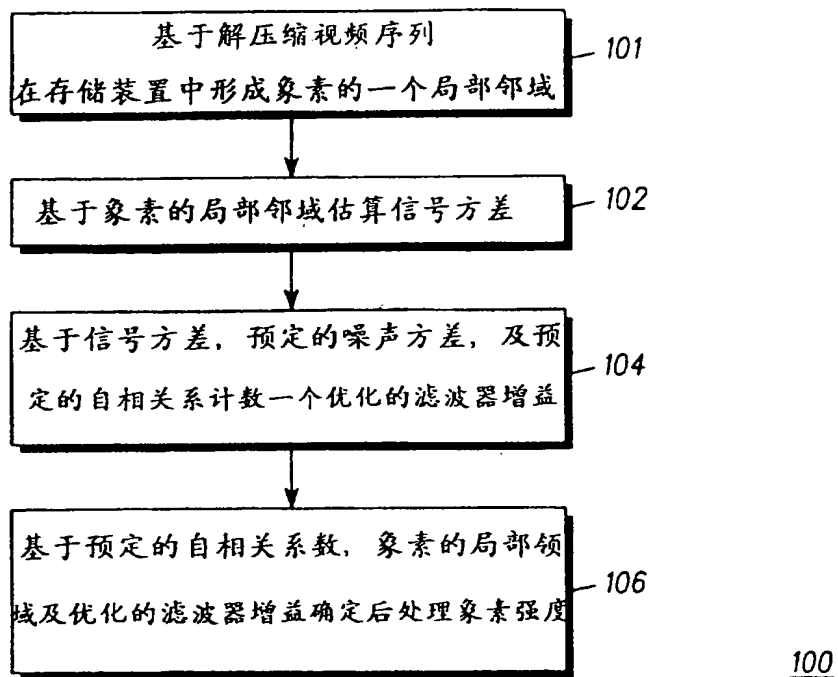 基于解压缩视频序列
在存储装置中形成象素的一个局部邻域
101
基于象素的局部邻域估算信号方差
102
基于信号方差，预定的噪声方差，及预
定的自相关系计数一个优化的滤波器增益
104
基于预定的自相关系数，象素的局部领
域及优化的滤波器增益确定后处理象素强度
106
100